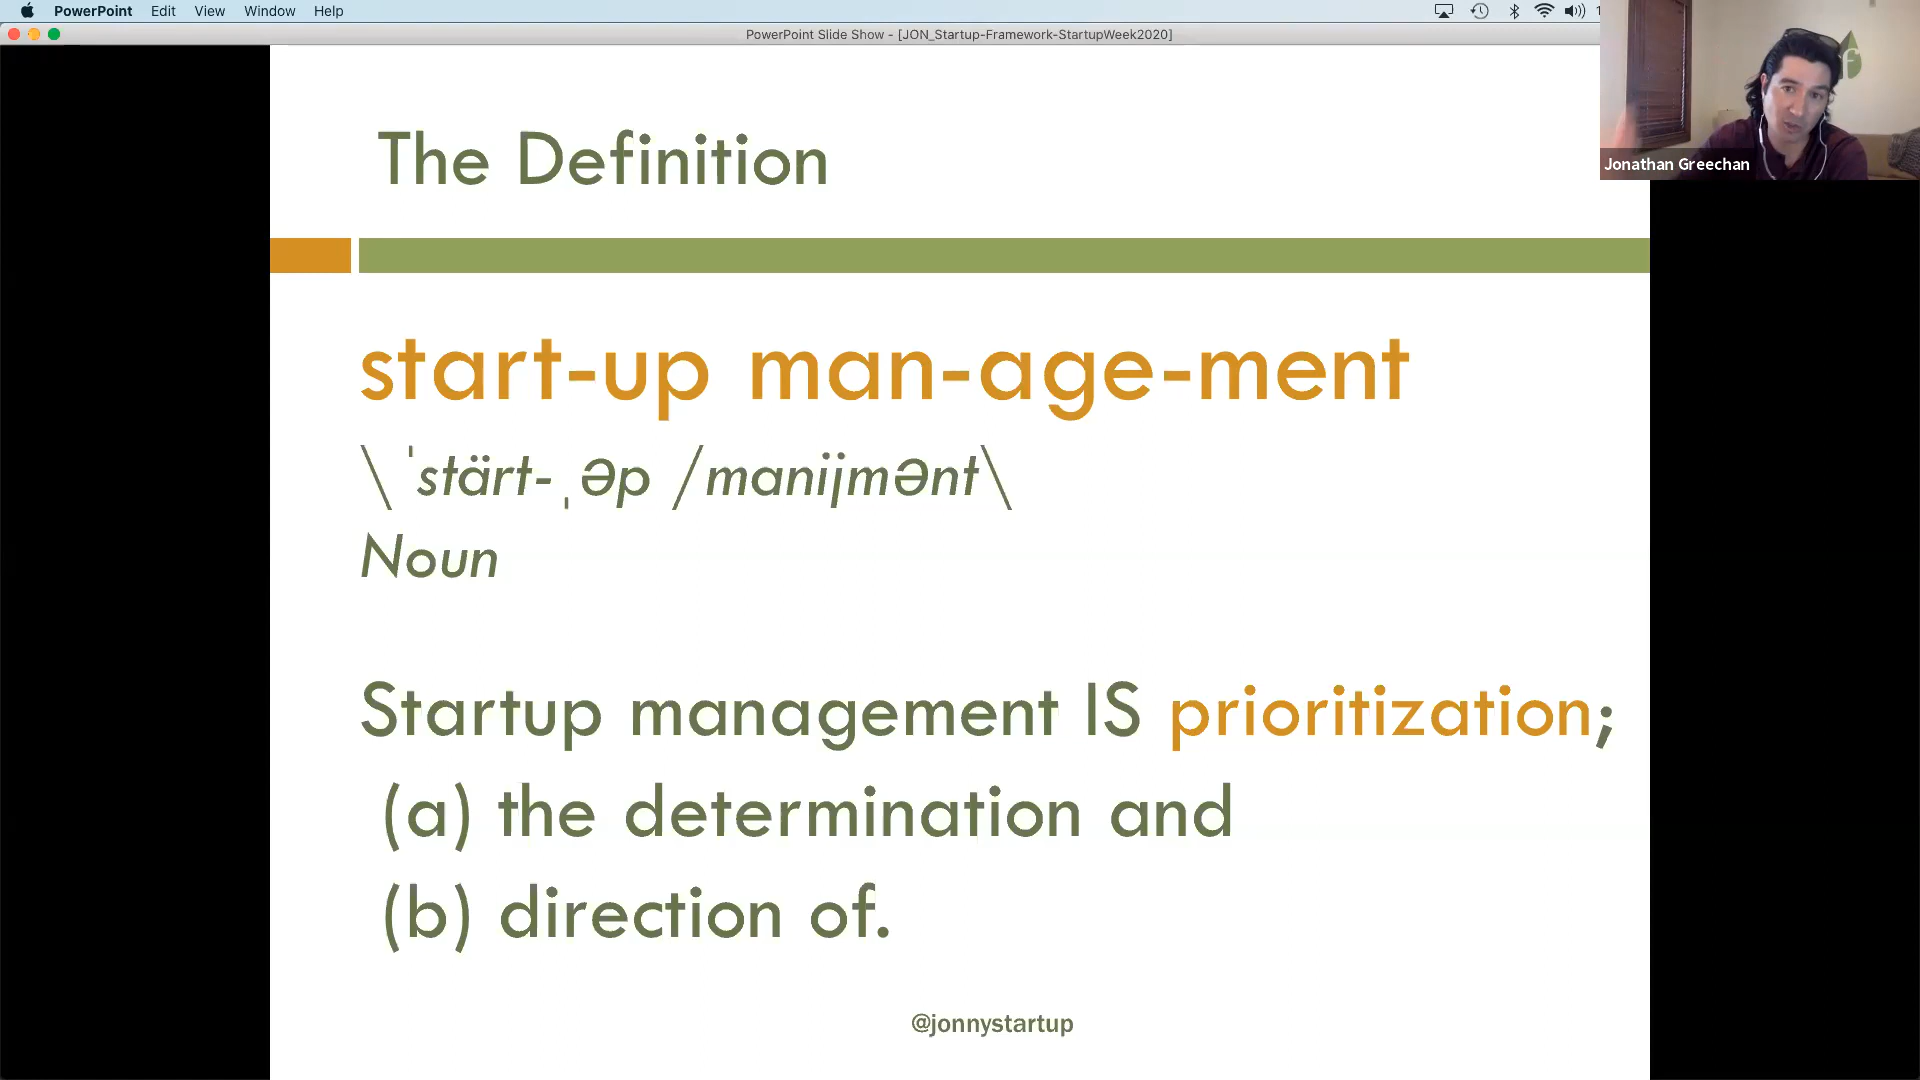 PowerPoint Edit View Window Help
PowerPoint Slide Show - [JON_Startup-Framework-StartupWeek2020]
Jonathan Greechan
The Definition
start-up man-age-ment
\ ˈstärt-ˌəp /manijmənt\
Noun
Startup management IS prioritization;
(a) the determination and
(b) direction of.
@jonnystartup